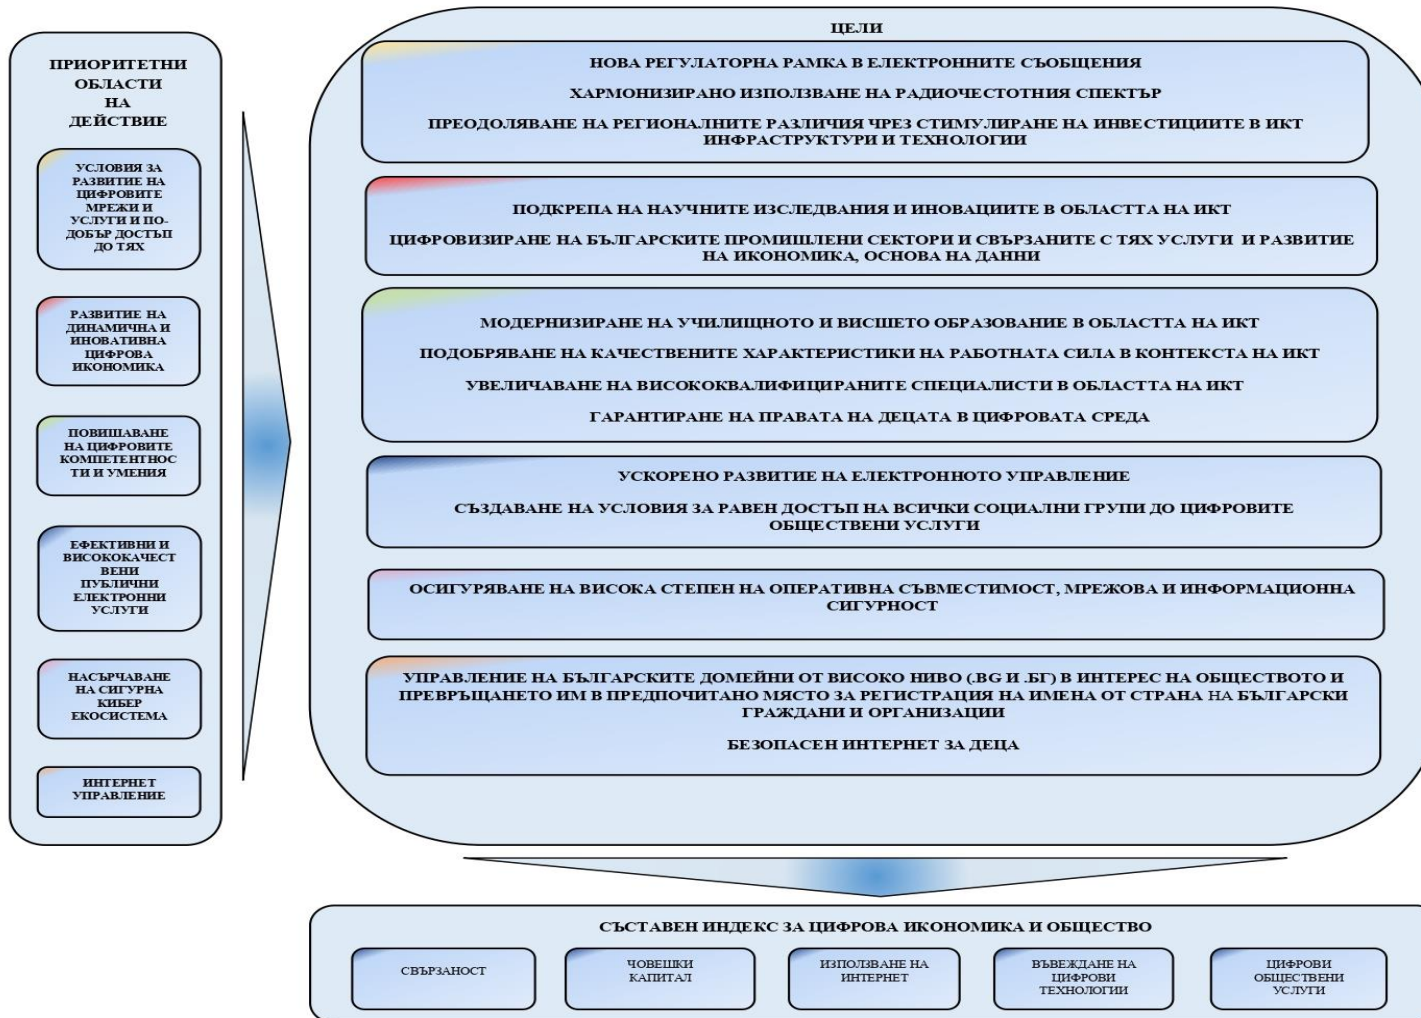 ПРИОРИТЕТНИ
ОБЛАСТИ
НА
ДЕЙСТВИЕ
УСЛОВИЯ ЗА
РАЗВИТИЕ НА
ЦИФРОВИТЕ
МРЕЖИ И
УСЛУГИ И ПО-
ДОБЪР ДОСТЪП
ДО ТЯХ
РАЗВИТИЕ НА
ДИНАМИЧНА И
ИНОВАТИВНА
ЦИФРОВА
ИКОНОМИКА
ПОВИШАВАНЕ
НА ЦИФРОВИТЕ
КОМПЕТЕНТНОС
ТИ И УМЕНИЯ
ЕФЕКТИВНИ И
ВИСОКОКАЧЕСТ
ВЕНИ
ПУБЛИЧНИ
ЕЛЕКТРОННИ
УСЛУГИ
НАСЪРЧАВАНЕ
НА СИГУРНА
КИБЕР
ЕКОСИСТЕМА
ИНТЕРНЕТ
УПРАВЛЕНИЕ
ЦЕЛИ
НОВА РЕГУЛАТОРНА РАМКА В ЕЛЕКТРОННИТЕ СЪОБЩЕНИЯ
ХАРМОНИЗИРАНО ИЗПОЛЗВАНЕ НА РАДИОЧЕСТОТНИЯ СПЕКТЪР
ПРЕОДОЛЯВАНЕ НА РЕГИОНАЛНИТЕ РАЗЛИЧИЯ ЧРЕЗ СТИМУЛИРАНЕ НА ИНВЕСТИЦИИТЕ В ИКТ
ИНФРАСТРУКТУРИ И ТЕХНОЛОГИИ
ПОДКРЕПА НА НАУЧНИТЕ ИЗСЛЕДВАНИЯ И ИНОВАЦИИТЕ В ОБЛАСТТА НА ИКТ
ЦИФРОВИЗИРАНЕ НА БЪЛГАРСКИТЕ ПРОМИШЛЕНИ СЕКТОРИ И СВЪРЗАНИТЕ С ТЯХ УСЛУГИ И РАЗВИТИЕ
НА ИКОНОМИКА, ОСНОВА НА ДАННИ
МОДЕРНИЗИРАНЕ НА УЧИЛИЩНОТО И ВИСШЕТО ОБРАЗОВАНИЕ В ОБЛАСТТА НА ИКТ
ПОДОБРЯВАНЕ НА КАЧЕСТВЕНИТЕ ХАРАКТЕРИСТИКИ НА РАБОТНАТА СИЛА В КОНТЕКСТА НА ИКТ
УВЕЛИЧАВАНЕ НА ВИСОКОКВАЛИФИЦИРАНИТЕ СПЕЦИАЛИСТИ В ОБЛАСТТА НА ИКТ
ГАРАНТИРАНЕ НА ПРАВАТА НА ДЕЦАТА В ЦИФРОВАТА СРЕДА
УСКОРЕНО РАЗВИТИЕ НА ЕЛЕКТРОННОТО УПРАВЛЕНИЕ
СЪЗДАВАНЕ НА УСЛОВИЯ ЗА РАВЕН ДОСТЪП НА ВСИЧКИ СОЦИАЛНИ ГРУПИ ДО ЦИФРОВИТЕ
ОБЩЕСТВЕНИ УСЛУГИ
ОСИГУРЯВАНЕ НА ВИСОКА СТЕПЕН НА ОПЕРАТИВНА СЪВМЕСТИМОСТ, МРЕЖОВА И ИНФОРМАЦИОННА
СИГУРНОСТ
УПРАВЛЕНИЕ НА БЪЛГАРСКИТЕ ДОМЕЙНИ ОТ ВИСОКО НИВО (.BG И .БГ) В ИНТЕРЕС НА ОБЩЕСТВОТО И
ПРЕВРЪЩАНЕТО ИМ В ПРЕДПОЧИТАНО МЯСТО ЗА РЕГИСТРАЦИЯ НА ИМЕНА ОТ СТРАНА НА БЪЛГАРСКИ
ГРАЖДАНИ И ОРГАНИЗАЦИИ
БЕЗОПАСЕН ИНТЕРНЕТ ЗА ДЕЦА
СЪСТАВЕН ИНДЕКС ЗА ЦИФРОВА ИКОНОМИКА И ОБЩЕСТВО
СВЪРЗАНОСТ
ЧОВЕШКИ
КАПИТАЛ
ИЗПОЛЗВАНЕ НА
ИНТЕРНЕТ
ВЪВЕЖДАНЕ НА
ЦИФРОВИ
ТЕХНОЛОГИИ
ЦИФРОВИ
ОБЩЕСТВЕНИ
УСЛУГИ